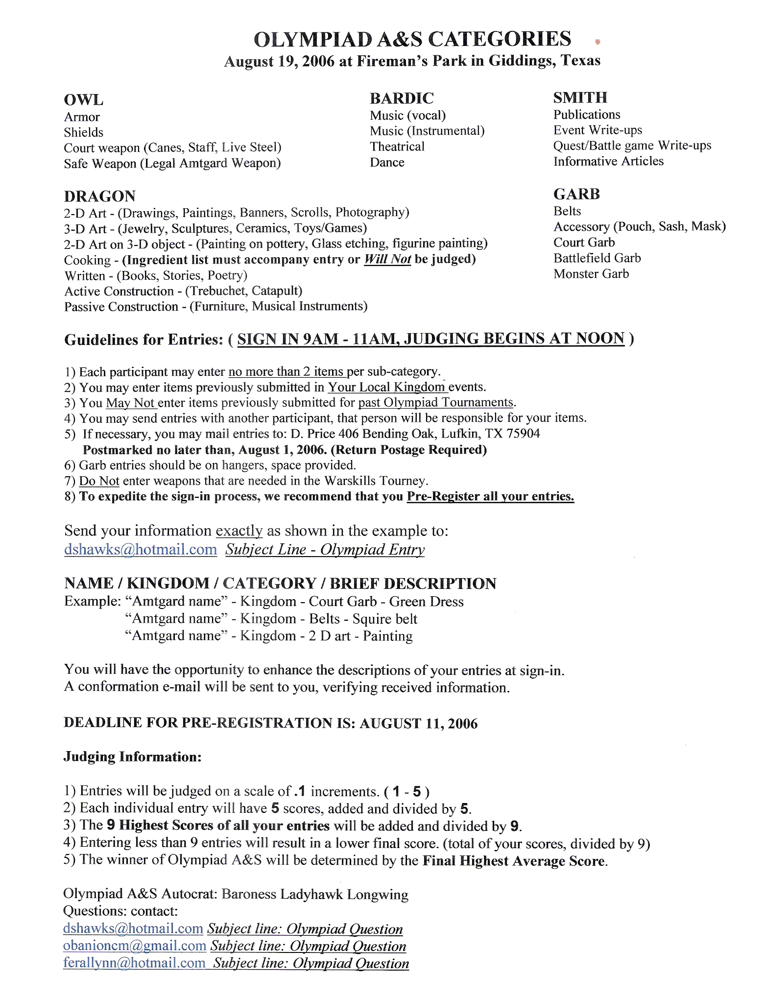 OLYMPIAD A&S CATEGORIES
August 19, 2006 at Fireman's Park in Giddings, Texas
OWL
Armor
Shields
Court weapon (Canes, Staff, Live Steel)
Safe Weapon (Legal Amtgard Weapon)
BARDIC
Music (vocal)
Music (Instrumental)
Theatrical
Dance
SMITH
Publications
Event Write-ups
Quest/Battle game Write-ups
Informative Articles
DRAGON
2-D Art - (Drawings, Paintings, Banners, Scrolls, Photography)
3-D Art - (Jewelry, Sculptures, Ceramics, Toys/Games)
2-D Art on 3-D object - (Painting on pottery, Glass etching, figurine painting)
Cooking - (Ingredient list must accompany entry or Will Not be judged)
Written - (Books, Stories, Poetry)
Active Construction - (Trebuchet, Catapult)
Passive Construction - (Furniture, Musical Instruments)
GARB
Belts
Accessory (Pouch, Sash, Mask)
Court Garb
Battlefield Garb
Monster Garb
Guidelines for Entries: ( SIGN IN 9AM - 11AM, JUDGING BEGINS AT NOON )
1) Each participant may enter no more than 2 items per sub-category.
2) You may enter items previously submitted in Your Local Kingdom events.
3) You May Not enter items previously submitted for past Olympiad Tournaments.
4) You may send entries with another participant, that person will be responsible for your items.
5) If necessary, you may mail entries to: D. Price 406 Bending Oak, Lufkin, TX 75904
Postmarked no later than, August 1, 2006. (Return Postage Required)
6) Garb entries should be on hangers, space provided.
7) Do Not enter weapons that are needed in the Warskills Tourney.
8) To expedite the sign-in process, we recommend that you Pre-Register all your entries.
Send your information exactly as shown in the example to:
dshawks@hotmail.com Subject Line - Olympiad Entry
NAME / KINGDOM / CATEGORY / BRIEF DESCRIPTION
Example: “Amtgard name” - Kingdom - Court Garb - Green Dress
“Amtgard name” - Kingdom - Belts - Squire belt
“Amtgard name” - Kingdom - 2 D art - Painting
You will have the opportunity to enhance the descriptions of your entries at sign-in.
A conformation e-mail will be sent to you, verifying received information.
DEADLINE FOR PRE-REGISTRATION IS: AUGUST 11, 2006
Judging Information:
1) Entries will be judged on a scale of .1 increments. ( 1 - 5 )
2) Each individual entry will have 5 scores, added and divided by 5.
3) The 9 Highest Scores of all your entries will be added and divided by 9.
4) Entering less than 9 entries will result in a lower final score. (total of your scores, divided by 9)
5) The winner of Olympiad A&S will be determined by the Final Highest Average Score.
Olympiad A&S Autocrat: Baroness Ladyhawk Longwing
Questions: contact:
dshawks@hotmail.com Subject line: Olympiad Question
obanioncm@gmail.com Subject line: Olympiad Question
ferallynn@hotmail.com Subject line: Olympiad Question